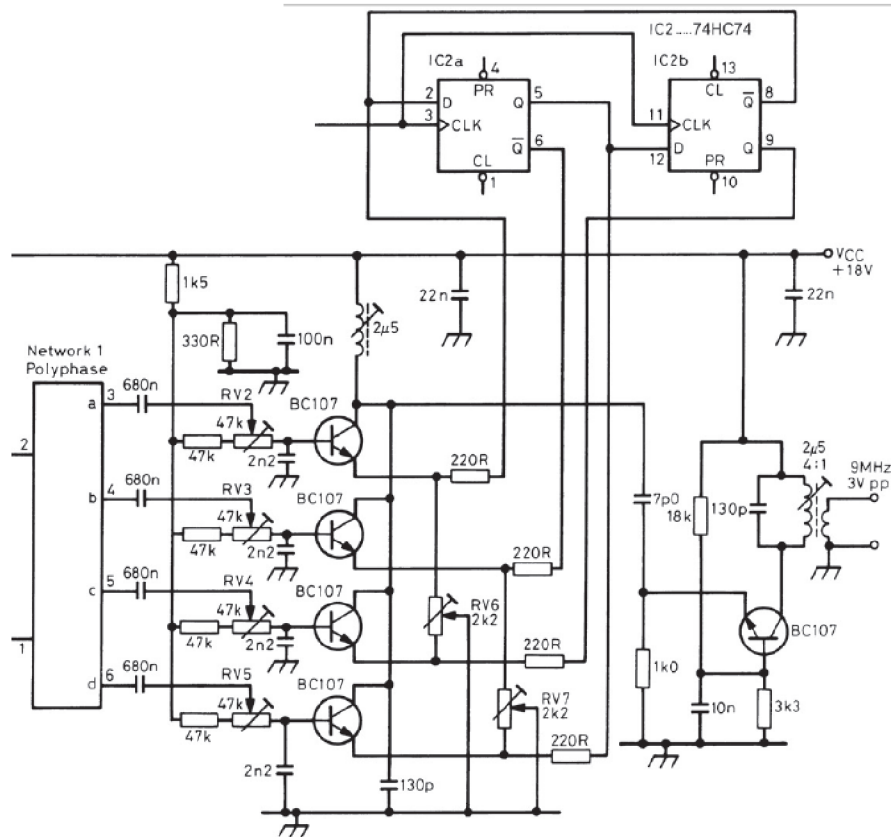 IC2.....74HC74
IC2a
IC2b
4
13
PR
CL
2
D
Q
5
Q
8
3
CLK
11
CLK
Q
6
Q
9
12
D
CL
PR
1
10
VCC
+18V
1k5
22n
22n
2µ5
330R
100n
Network 1
Polyphase
680n
3
a
RV2
47k
BC107
2
47k
2n2
220R
680n
4
b
RV3
47k
BC107
47k
2n2
220R
680n
5
c
RV4
47k
BC107
47k
2n2
RV6
2k2
220R
1
680n
6
d
RV5
47k
BC107
47k
2n2
RV7
2k2
220R
130p
7p0
18k
130p
2µ5
4:1
9MHz
3V pp
BC107
1k0
10n
3k3